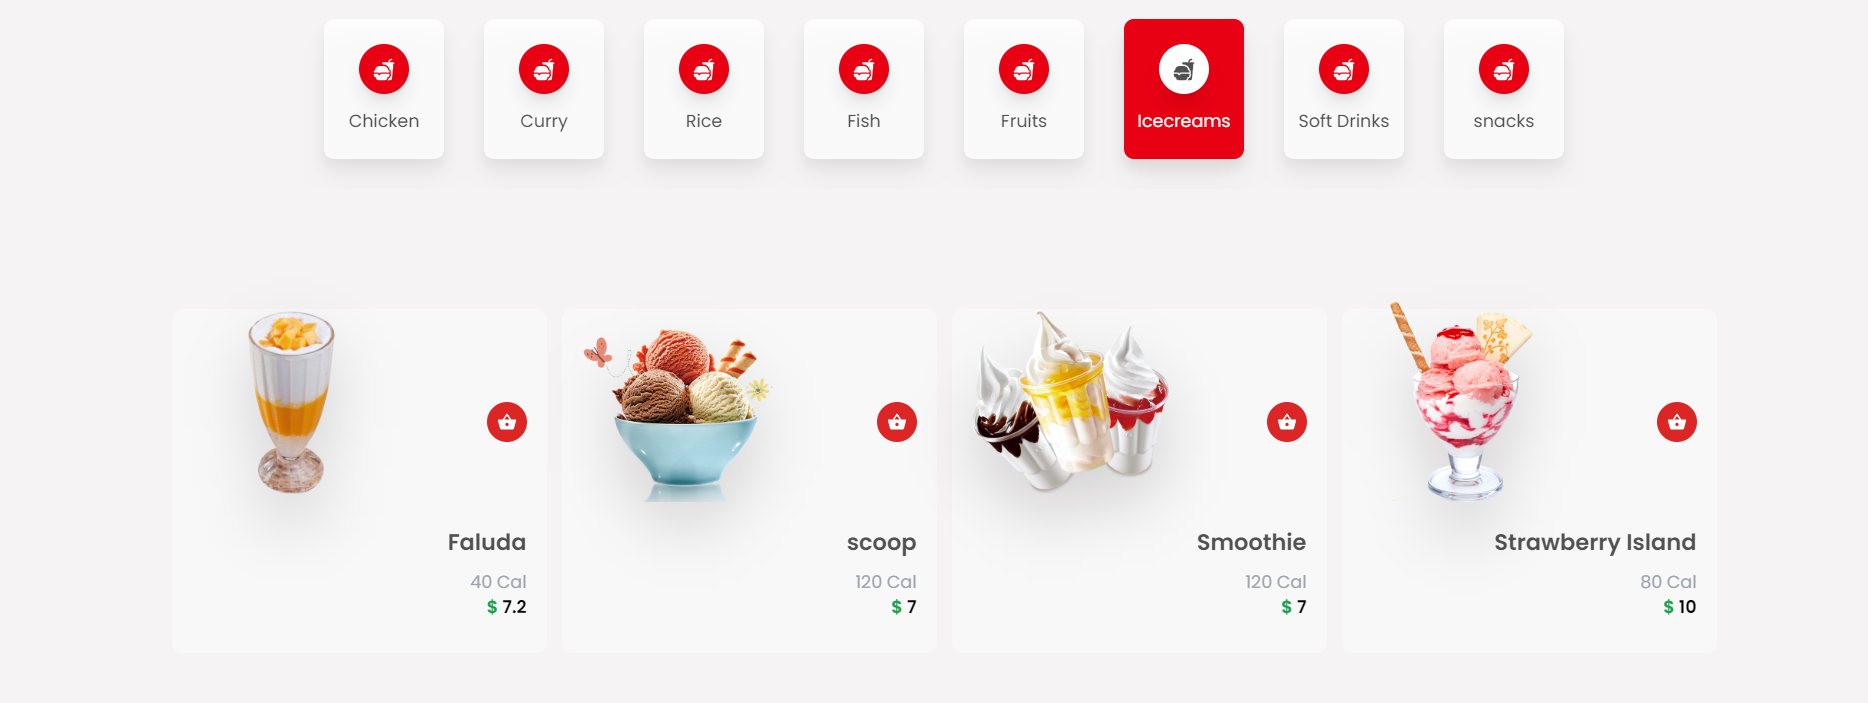 Chicken
Curry
Rice
Fish
Fruits
Icecreams
Soft Drinks
snacks
Faluda
40 Cal
$ 7.2
scoop
120 Cal
$ 7
Smoothie
120 Cal
$ 7
Strawberry Island
80 Cal
$ 10